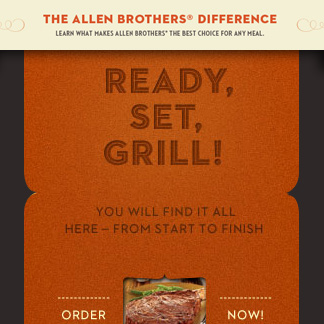 THE ALLEN BROTHERS® DIFFERENCE
LEARN WHAT MAKES ALLEN BROTHERS® THE BEST CHOICE FOR ANY MEAL.
READY,
SET,
GRILL!
YOU WILL FIND IT ALL
HERE – FROM START TO FINISH
ORDER NOW!